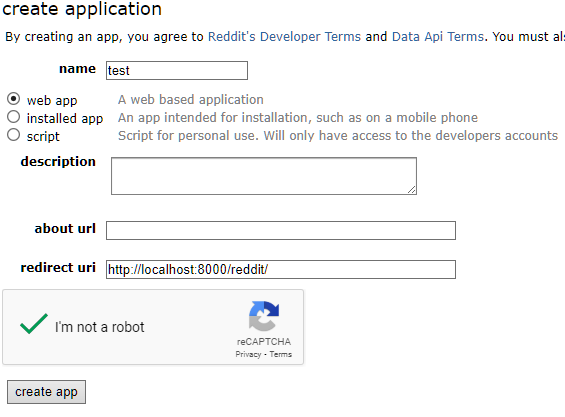 create application
By creating an app, you agree to Reddit's Developer Terms and Data Api Terms. You must
name test
web app A web based application
installed app An app intended for installation, such as on a mobile phone
script Script for personal use. Will only have access to the developers accounts
description
about url
redirect uri http://localhost:8000/reddit/
I'm not a robot
reCAPTCHA
Privacy - Terms
create app